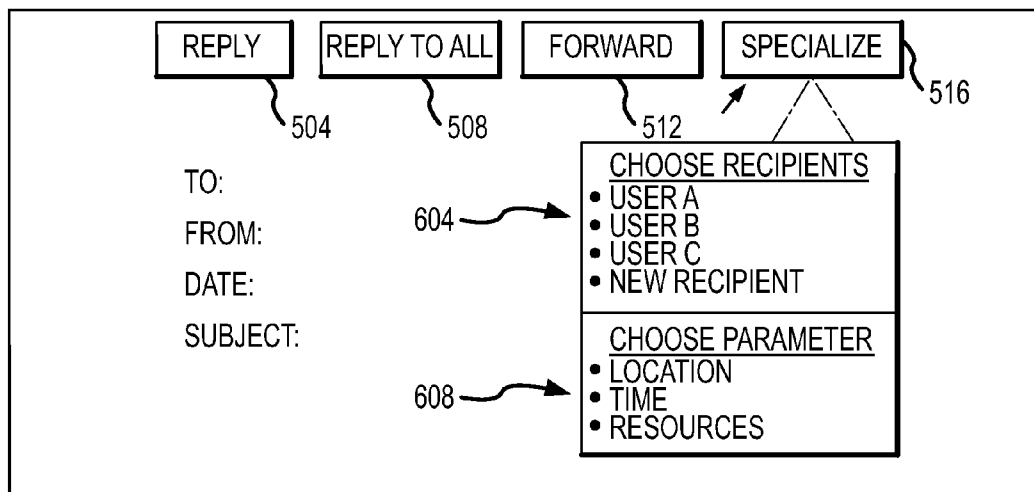 REPLY REPLY TO ALL FORWARD SPECIALIZE
504 508 512 516
TO:
FROM:
DATE:
SUBJECT:
604
CHOOSE RECIPIENTS
• USER A
• USER B
• USER C
• NEW RECIPIENT
608
CHOOSE PARAMETER
• LOCATION
• TIME
• RESOURCES